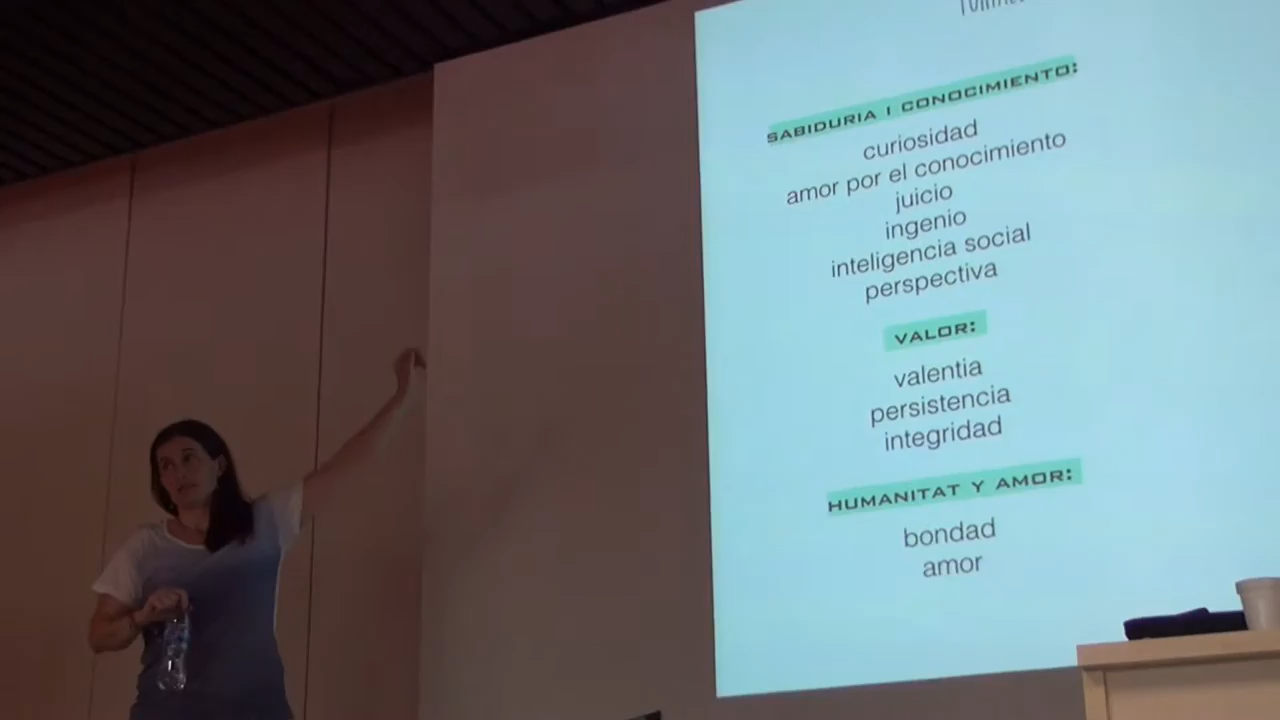 SABIDURIA I CONOCIMIENTO:
curiosidad
amor por el conocimiento
juicio
ingenio
inteligencia social
perspectiva
VALOR:
valentia
persistencia
integridad
HUMANITAT Y AMOR:
bondad
amor